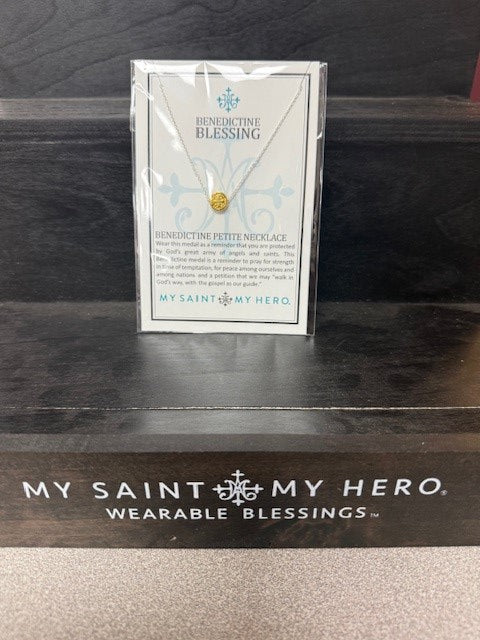 BENEDICTINE
BLESSING
BENEDICTINE PETITE NECKLACE
Wear this medal as a reminder that you are protected
by God's great army of angels and saints. This
Benedictine medal is a reminder to pray for strength
in time of temptation, for peace among ourselves and
among nations and a petition that we may "walk in
God's way, with the gospel as our guide."
MY SAINT MY HERO.
MY SAINT MY HERO®
WEARABLE BLESSINGS™